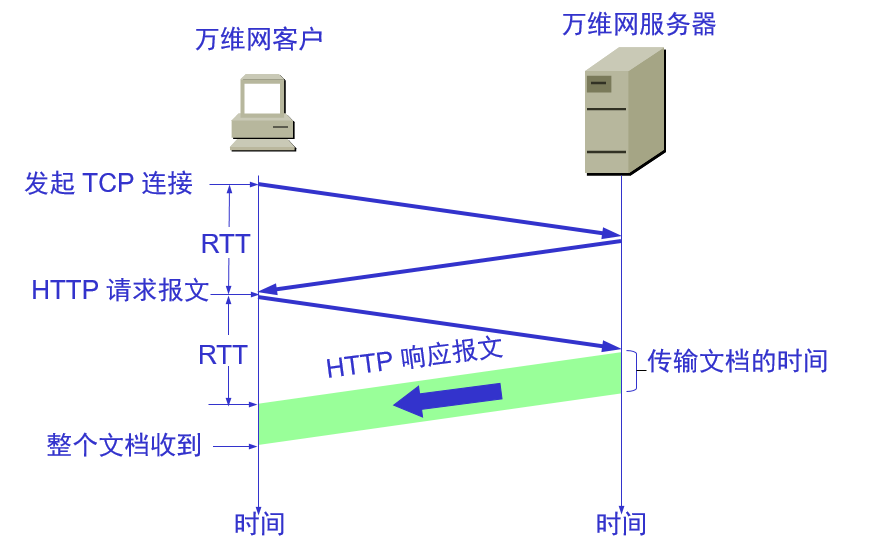 万维网客户
万维网服务器
发起 TCP 连接
RTT
HTTP 请求报文
RTT
HTTP 响应报文
传输文档的时间
整个文档收到
时间
时间